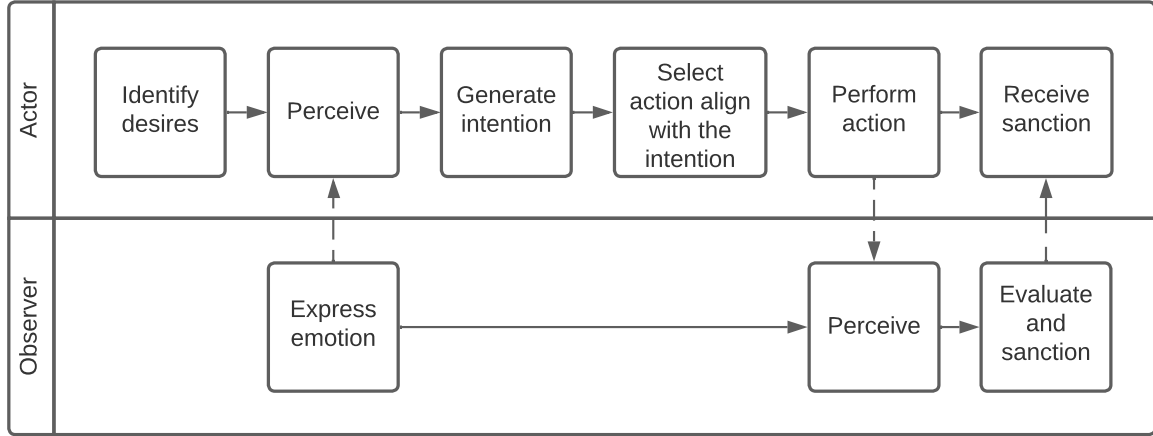 Actor
Identify
desires
Perceive
Generate
intention
Select
action align
with the
intention
Perform
action
Receive
sanction
Observer
Express
emotion
Perceive
Evaluate
and
sanction